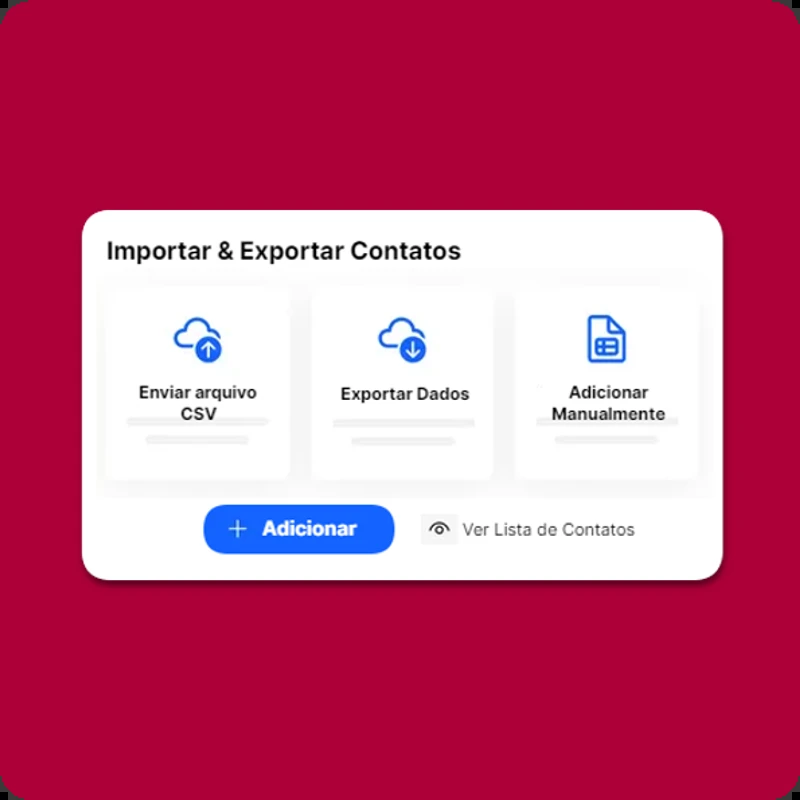 Importar & Exportar Contatos
Enviar arquivo
CSV
Exportar Dados
Adicionar
Manualmente
Adicionar
Ver Lista de Contatos